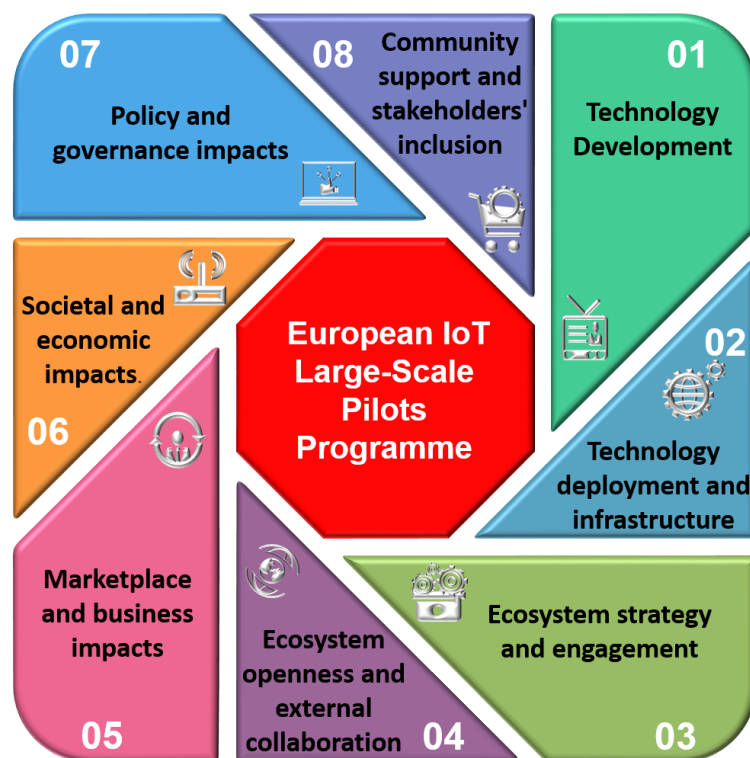 01
Technology
Development
02
Technology
deployment and
infrastructure
03
Ecosystem strategy
and engagement
04
Ecosystem
openness and
external
collaboration
05
Marketplace
and business
impacts
06
Societal and
economic
impacts.
07
Policy and
governance impacts
08
Community
support and
stakeholders'
inclusion
European IoT
Large-Scale
Pilots
Programme